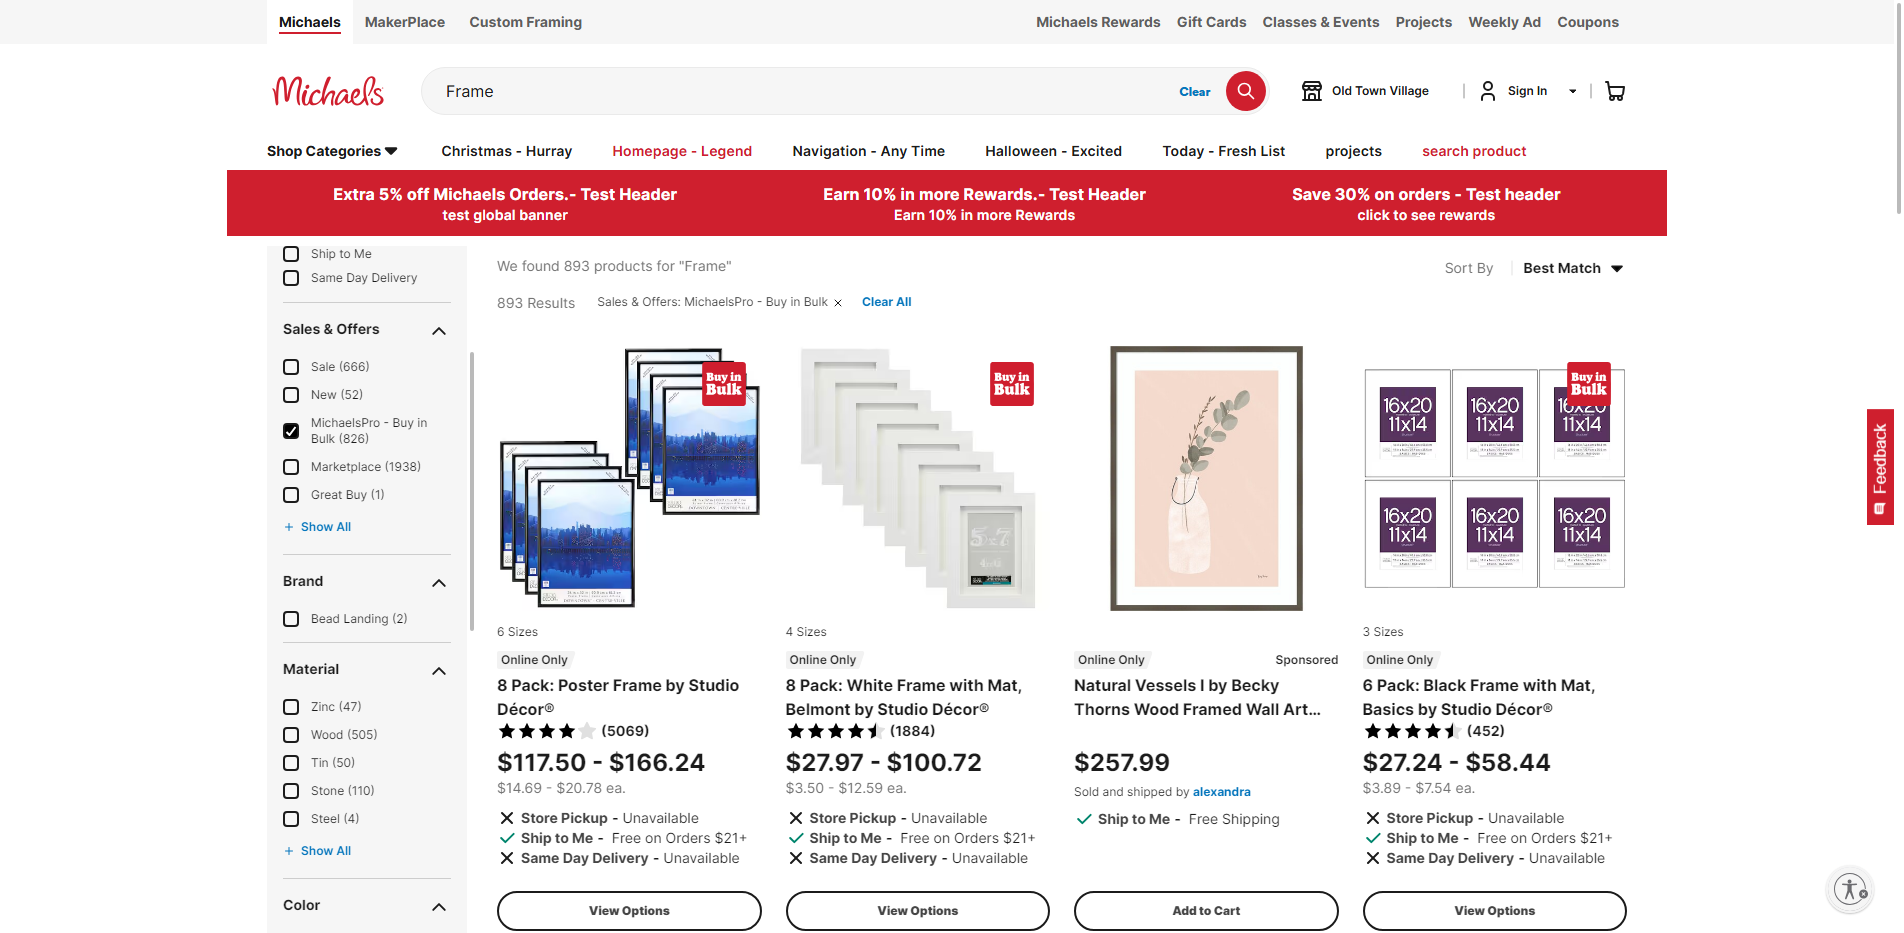 Michaels MakerPlace Custom Framing Michaels Rewards Gift Cards Classes & Events Projects Weekly Ad Coupons
Michaels Frame Clear Old Town Village Sign In
Shop Categories Christmas - Hurray Homepage - Legend Navigation - Any Time Halloween - Excited Today - Fresh List projects search product
Extra 5% off Michaels Orders.- Test Header
test global banner
Earn 10% in more Rewards.- Test Header
Earn 10% in more Rewards
Save 30% on orders - Test header
click to see rewards
Ship to Me
Same Day Delivery
Sales & Offers
Sale (666)
New (52)
MichaelsPro - Buy in
Bulk (826)
Marketplace (1938)
Great Buy (1)
+ Show All
Brand
Bead Landing (2)
Material
Zinc (47)
Wood (505)
Tin (50)
Stone (110)
Steel (4)
+ Show All
Color
We found 893 products for "Frame"
Sort By Best Match
893 Results Sales & Offers: MichaelsPro - Buy in Bulk Clear All
Buy in
Bulk
6 Sizes
Online Only
8 Pack: Poster Frame by Studio
Décor®
(5069)
$117.50 - $166.24
$14.69 - $20.78 ea.
Store Pickup - Unavailable
Ship to Me - Free on Orders $21+
Same Day Delivery - Unavailable
View Options
Buy in
Bulk
5x7
4 Sizes
Online Only
8 Pack: White Frame with Mat,
Belmont by Studio Décor®
(1884)
$27.97 - $100.72
$3.50 - $12.59 ea.
Store Pickup - Unavailable
Ship to Me - Free on Orders $21+
Same Day Delivery - Unavailable
View Options
Online Only Sponsored
Natural Vessels I by Becky
Thorns Wood Framed Wall Art...
$257.99
Sold and shipped by alexandra
Ship to Me - Free Shipping
Add to Cart
Buy in
Bulk
16x20 16x20 16x20
11x14 11x14 11x14
16x20 16x20 16x20
11x14 11x14 11x14
3 Sizes
Online Only
6 Pack: Black Frame with Mat,
Basics by Studio Décor®
(452)
$27.24 - $58.44
$3.89 - $7.54 ea.
Store Pickup - Unavailable
Ship to Me - Free on Orders $21+
Same Day Delivery - Unavailable
View Options
Feedback